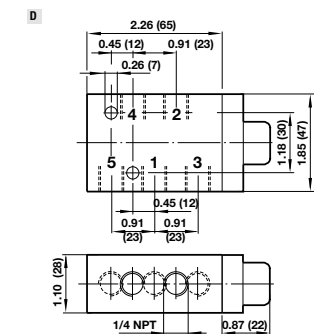 D
2.26 (65)
0.45 (12) 0.91 (23)
0.26 (7)
4 2
5 1 3
1.18 (30)
1.85 (47)
0.45 (12)
0.91 0.91
(23) (23)
1.10 (28)
1/4 NPT 0.87 (22)